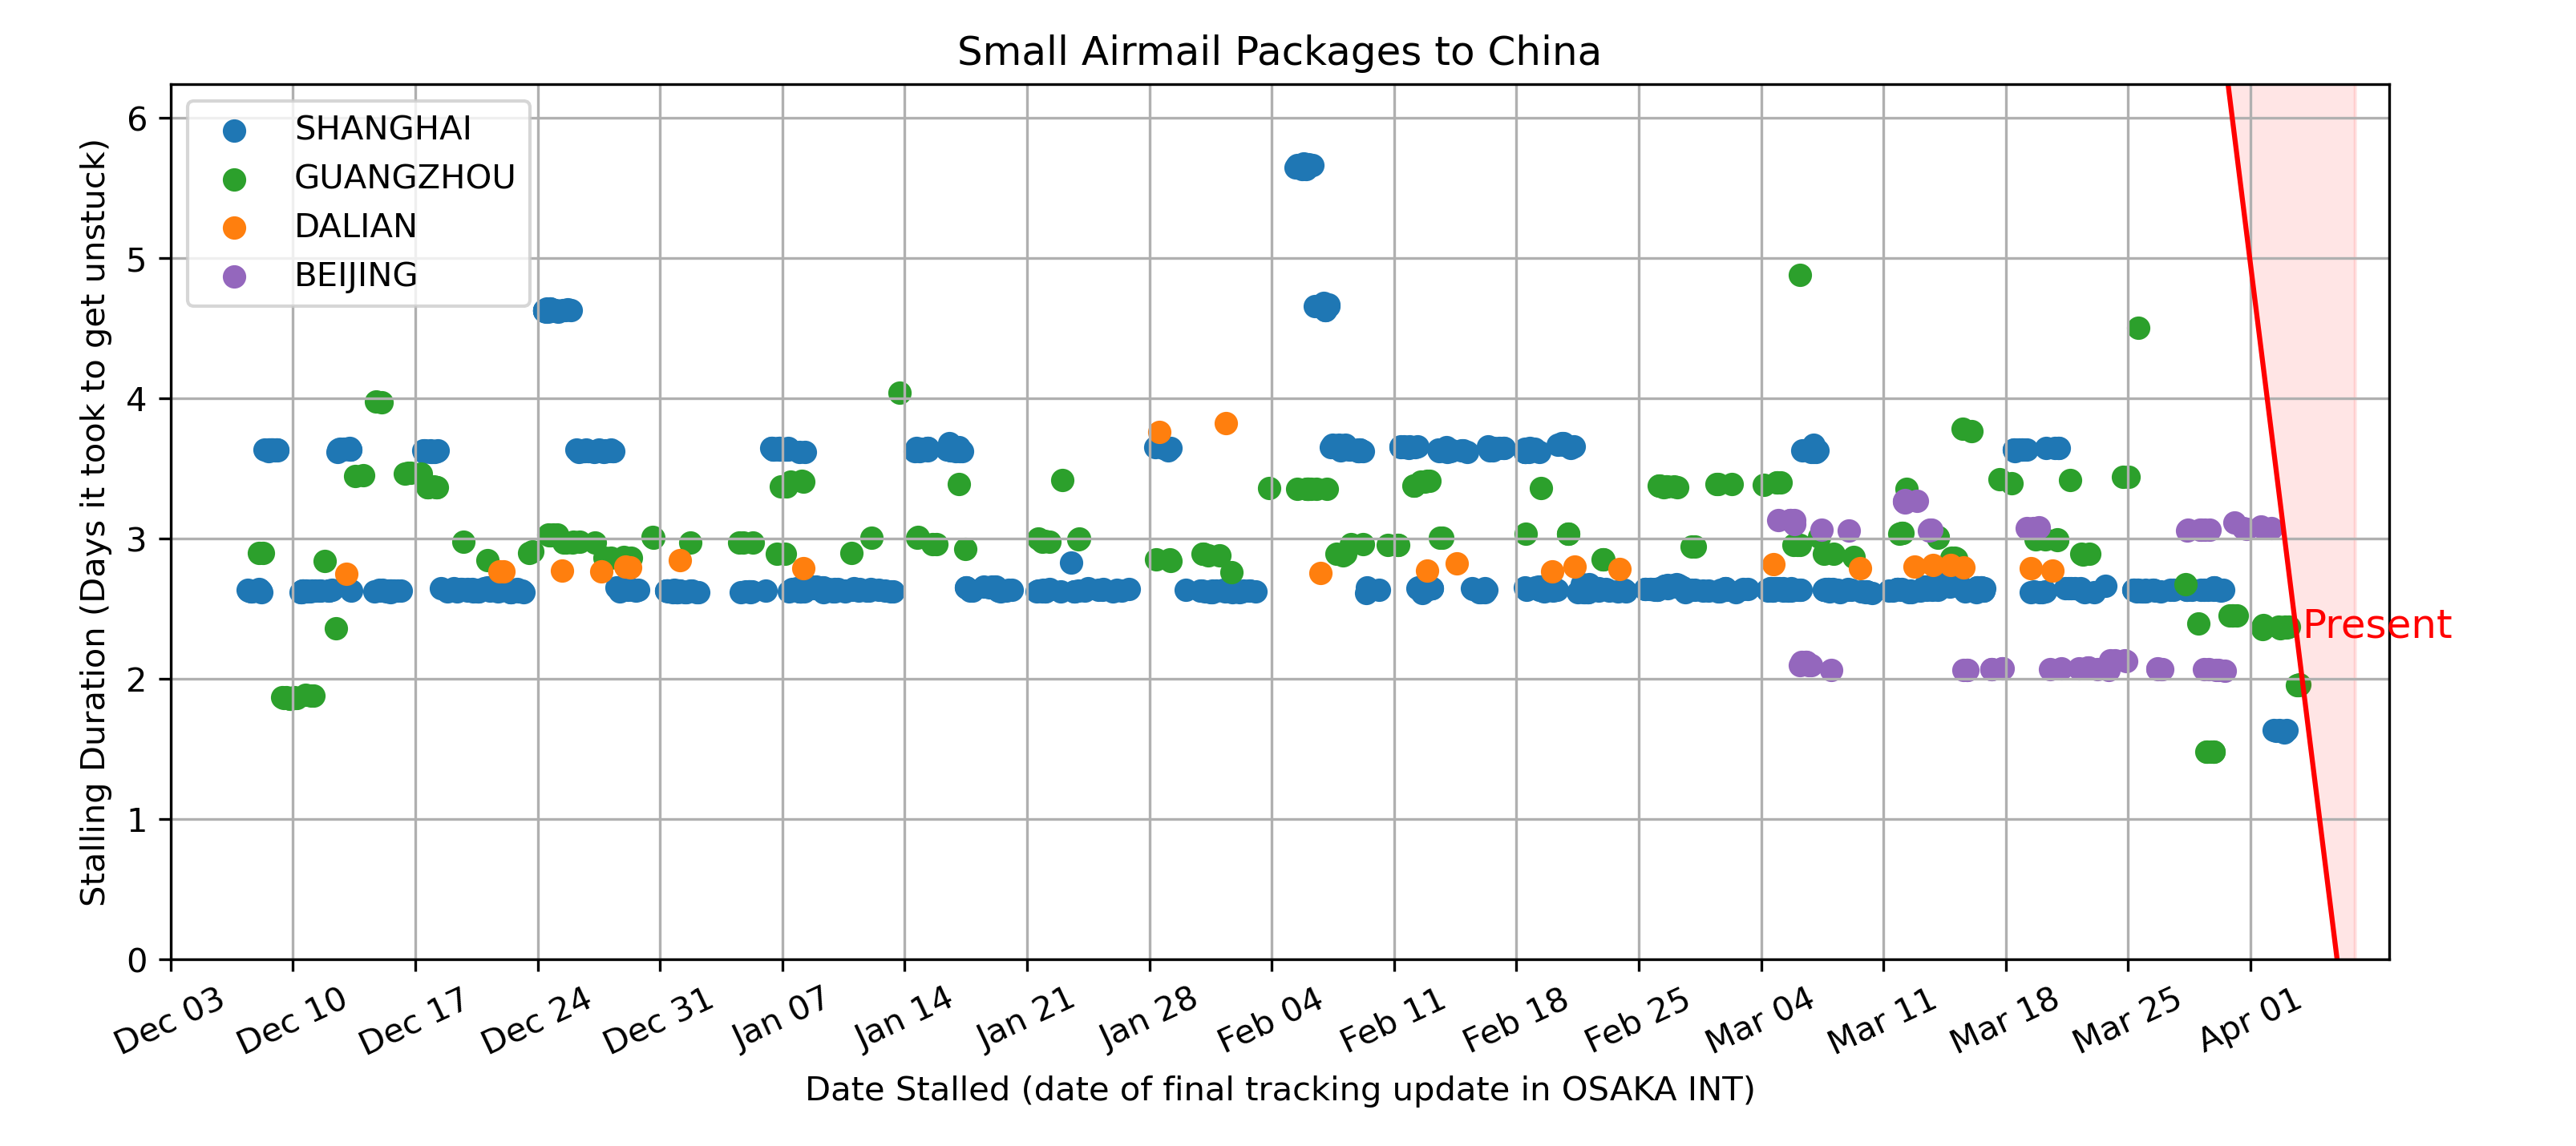 Small Airmail Packages to China
SHANGHAI
GUANGZHOU
DALIAN
BEIJING
Stalling Duration (Days it took to get unstuck)
6
5
4
3
2
1
0
Present
Dec 03 Dec 10 Dec 17 Dec 24 Dec 31 Jan 07 Jan 14 Jan 21 Jan 28 Feb 04 Feb 11 Feb 18 Feb 25 Mar 04 Mar 11 Mar 18 Mar 25 Apr 01
Date Stalled (date of final tracking update in OSAKA INT)